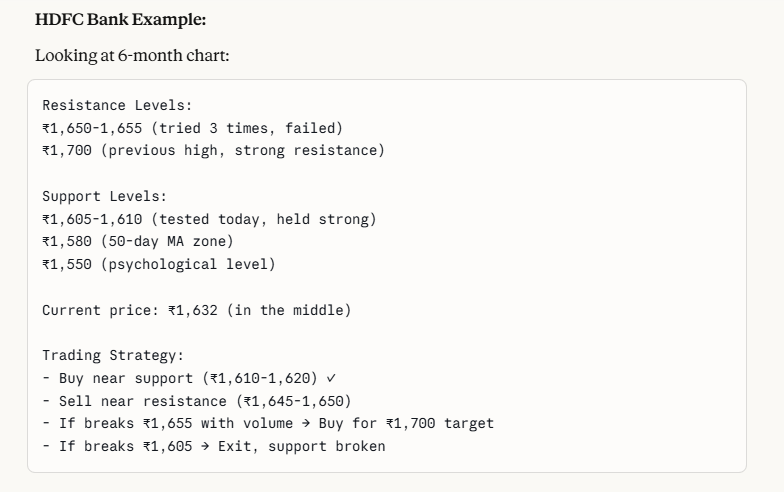 HDFC Bank Example:
Looking at 6-month chart:
Resistance Levels:
₹1,650-1,655 (tried 3 times, failed)
₹1,700 (previous high, strong resistance)
Support Levels:
₹1,605-1,610 (tested today, held strong)
₹1,580 (50-day MA zone)
₹1,550 (psychological level)
Current price: ₹1,632 (in the middle)
Trading Strategy:
- Buy near support (₹1,610-1,620) ✓
- Sell near resistance (₹1,645-1,650)
- If breaks ₹1,655 with volume → Buy for ₹1,700 target
- If breaks ₹1,605 → Exit, support broken